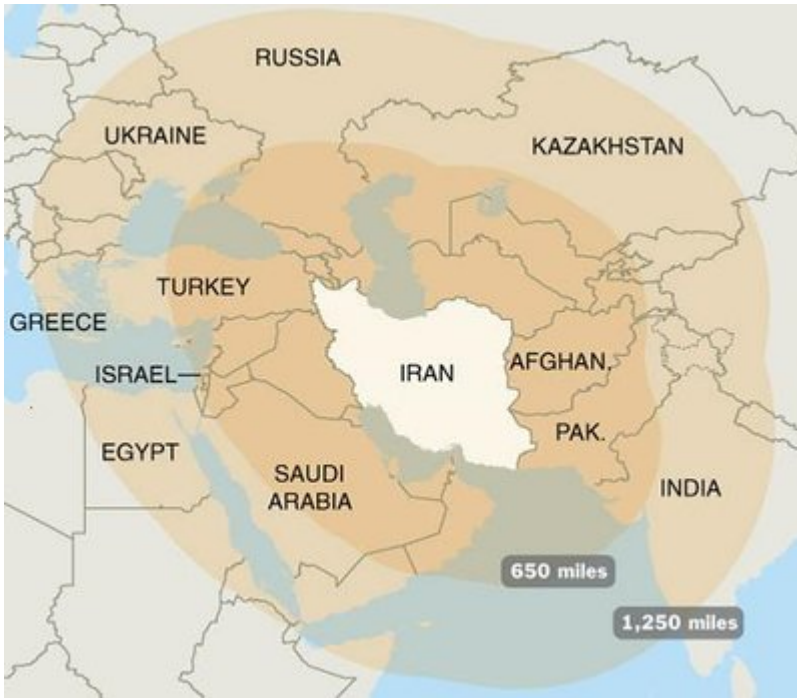 RUSSIA
UKRAINE
KAZAKHSTAN
TURKEY
GREECE
ISRAEL
IRAN
AFGHAN.
PAK.
EGYPT
SAUDI
ARABIA
INDIA
650 miles
1,250 miles